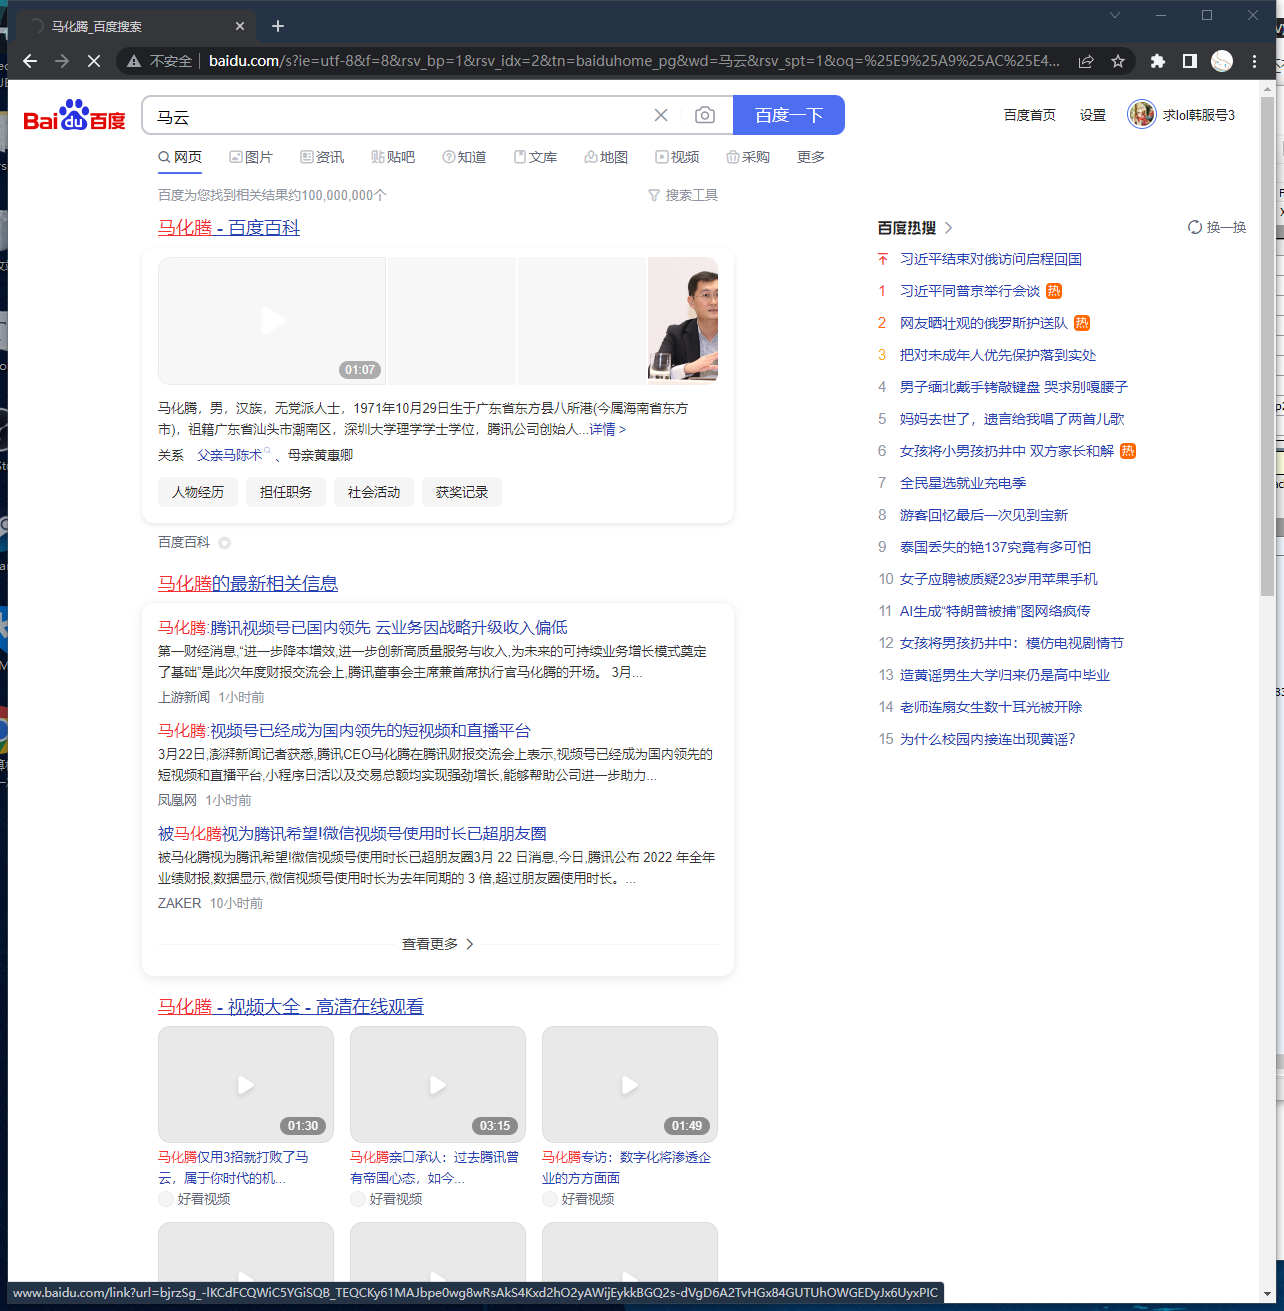 马化腾_百度搜索
不安全 baidu.com/s?ie=utf-8&f=8&rsv_bp=1&rsv_idx=2&tn=baiduhome_pg&wd=马云&rsv_spt=1&oq=%25E9%25A9%25AC%25E4...
Bai du 百度
马云
百度一下
百度首页 设置 求lol韩服号3
网页 图片 资讯 贴吧 知道 文库 地图 视频 采购 更多
百度为您找到相关结果约100,000,000个
搜索工具
马化腾 - 百度百科
01:07
马化腾，男，汉族，无党派人士，1971年10月29日生于广东省东方县八所港(今属海南省东方
市)，祖籍广东省汕头市潮南区，深圳大学理学学士学位，腾讯公司创始人...详情 >
关系 父亲马陈术、母亲黄惠卿
人物经历 担任职务 社会活动 获奖记录
百度百科
马化腾的最新相关信息
马化腾:腾讯视频号已国内领先 云业务因战略升级收入偏低
第一财经消息,“进一步降本增效,进一步创新高质量服务与收入,为未来的可持续业务增长模式奠定
了基础”是此次年度财报交流会上,腾讯董事会主席兼首席执行官马化腾的开场。 3月...
上游新闻 1小时前
马化腾:视频号已经成为国内领先的短视频和直播平台
3月22日,澎湃新闻记者获悉,腾讯CEO马化腾在腾讯财报交流会上表示,视频号已经成为国内领先的
短视频和直播平台,小程序日活以及交易总额均实现强劲增长,能够帮助公司进一步助力...
凤凰网 1小时前
被马化腾视为腾讯希望!微信视频号使用时长已超朋友圈
被马化腾视为腾讯希望!微信视频号使用时长已超朋友圈3月 22 日消息,今日,腾讯公布 2022 年全年
业绩财报,数据显示,微信视频号使用时长为去年同期的 3 倍,超过朋友圈使用时长。...
ZAKER 10小时前
查看更多
马化腾 - 视频大全 - 高清在线观看
01:30
03:15
01:49
马化腾仅用3招就打败了马
云，属于你时代的机...
好看视频
马化腾亲口承认：过去腾讯曾
有帝国心态，如今...
好看视频
马化腾专访：数字化将渗透企
业的方方面面
好看视频
百度热搜
换一换
习近平结束对俄访问启程回国
1 习近平同普京举行会谈 热
2 网友晒壮观的俄罗斯护送队 热
3 把对未成年人优先保护落到实处
4 男子缅北戴手铐敲键盘 哭求别嘎腰子
5 妈妈去世了，遗言给我唱了两首儿歌
6 女孩将小男孩扔井中 双方家长和解 热
7 全民星选就业充电季
8 游客回忆最后一次见到宝新
9 泰国丢失的铯137究竟有多可怕
10 女子应聘被质疑23岁用苹果手机
11 AI生成“特朗普被捕”图网络疯传
12 女孩将男孩扔井中：模仿电视剧情节
13 造黄谣男生大学归来仍是高中毕业
14 老师连扇女生数十耳光被开除
15 为什么校园内接连出现黄谣?
www.baidu.com/link?url=bjrzSg_-lKCdFCQWiC5YGiSQB_TEQCKy61MAJbpe0wg8wRsAkS4Kxd2hO2yAWijEykkBGQ2s-dVgD6A2TvHGx84GUTUhOWGEDyJx6UyxPIC